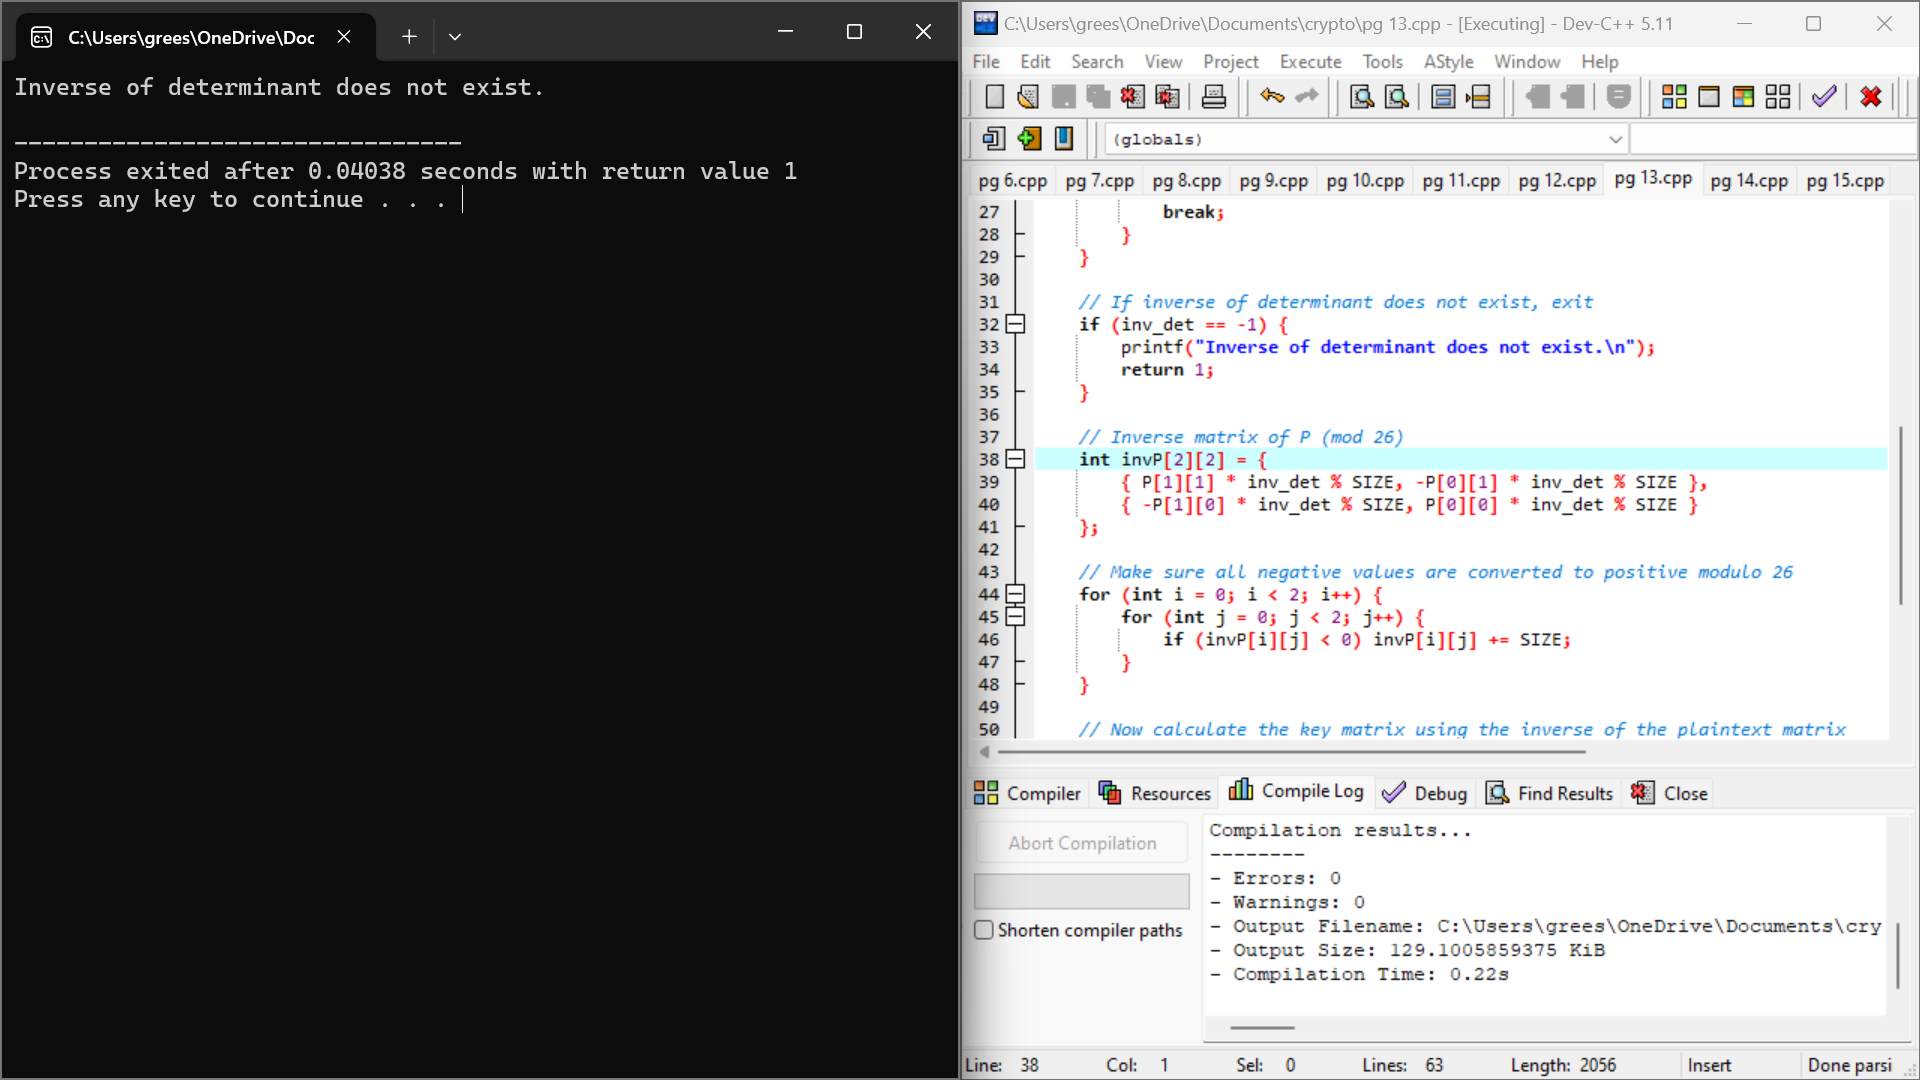 C:\Users\grees\OneDrive\Doc
Inverse of determinant does not exist.
--------------------------------
Process exited after 0.04038 seconds with return value 1
Press any key to continue . . .
C:\Users\grees\OneDrive\Documents\crypto\pg 13.cpp - [Executing] - Dev-C++ 5.11
File Edit Search View Project Execute Tools AStyle Window Help
(globals)
pg 6.cpp pg 7.cpp pg 8.cpp pg 9.cpp pg 10.cpp pg 11.cpp pg 12.cpp pg 13.cpp pg 14.cpp pg 15.cpp
27 break;
28 }
29 }
30
31 // If inverse of determinant does not exist, exit
32 if (inv_det == -1) {
33 printf("Inverse of determinant does not exist.\n");
34 return 1;
35 }
36
37 // Inverse matrix of P (mod 26)
38 int invP[2][2] = {
39 { P[1][1] * inv_det % SIZE, -P[0][1] * inv_det % SIZE },
40 { -P[1][0] * inv_det % SIZE, P[0][0] * inv_det % SIZE }
41 };
42
43 // Make sure all negative values are converted to positive modulo 26
44 for (int i = 0; i < 2; i++) {
45 for (int j = 0; j < 2; j++) {
46 if (invP[i][j] < 0) invP[i][j] += SIZE;
47 }
48 }
49
50 // Now calculate the key matrix using the inverse of the plaintext matrix
Compiler Resources Compile Log Debug Find Results Close
Abort Compilation
Shorten compiler paths
Compilation results...
--------
- Errors: 0
- Warnings: 0
- Output Filename: C:\Users\grees\OneDrive\Documents\cry
- Output Size: 129.1005859375 KiB
- Compilation Time: 0.22s
Line: 38 Col: 1 Sel: 0 Lines: 63 Length: 2056 Insert Done parsi